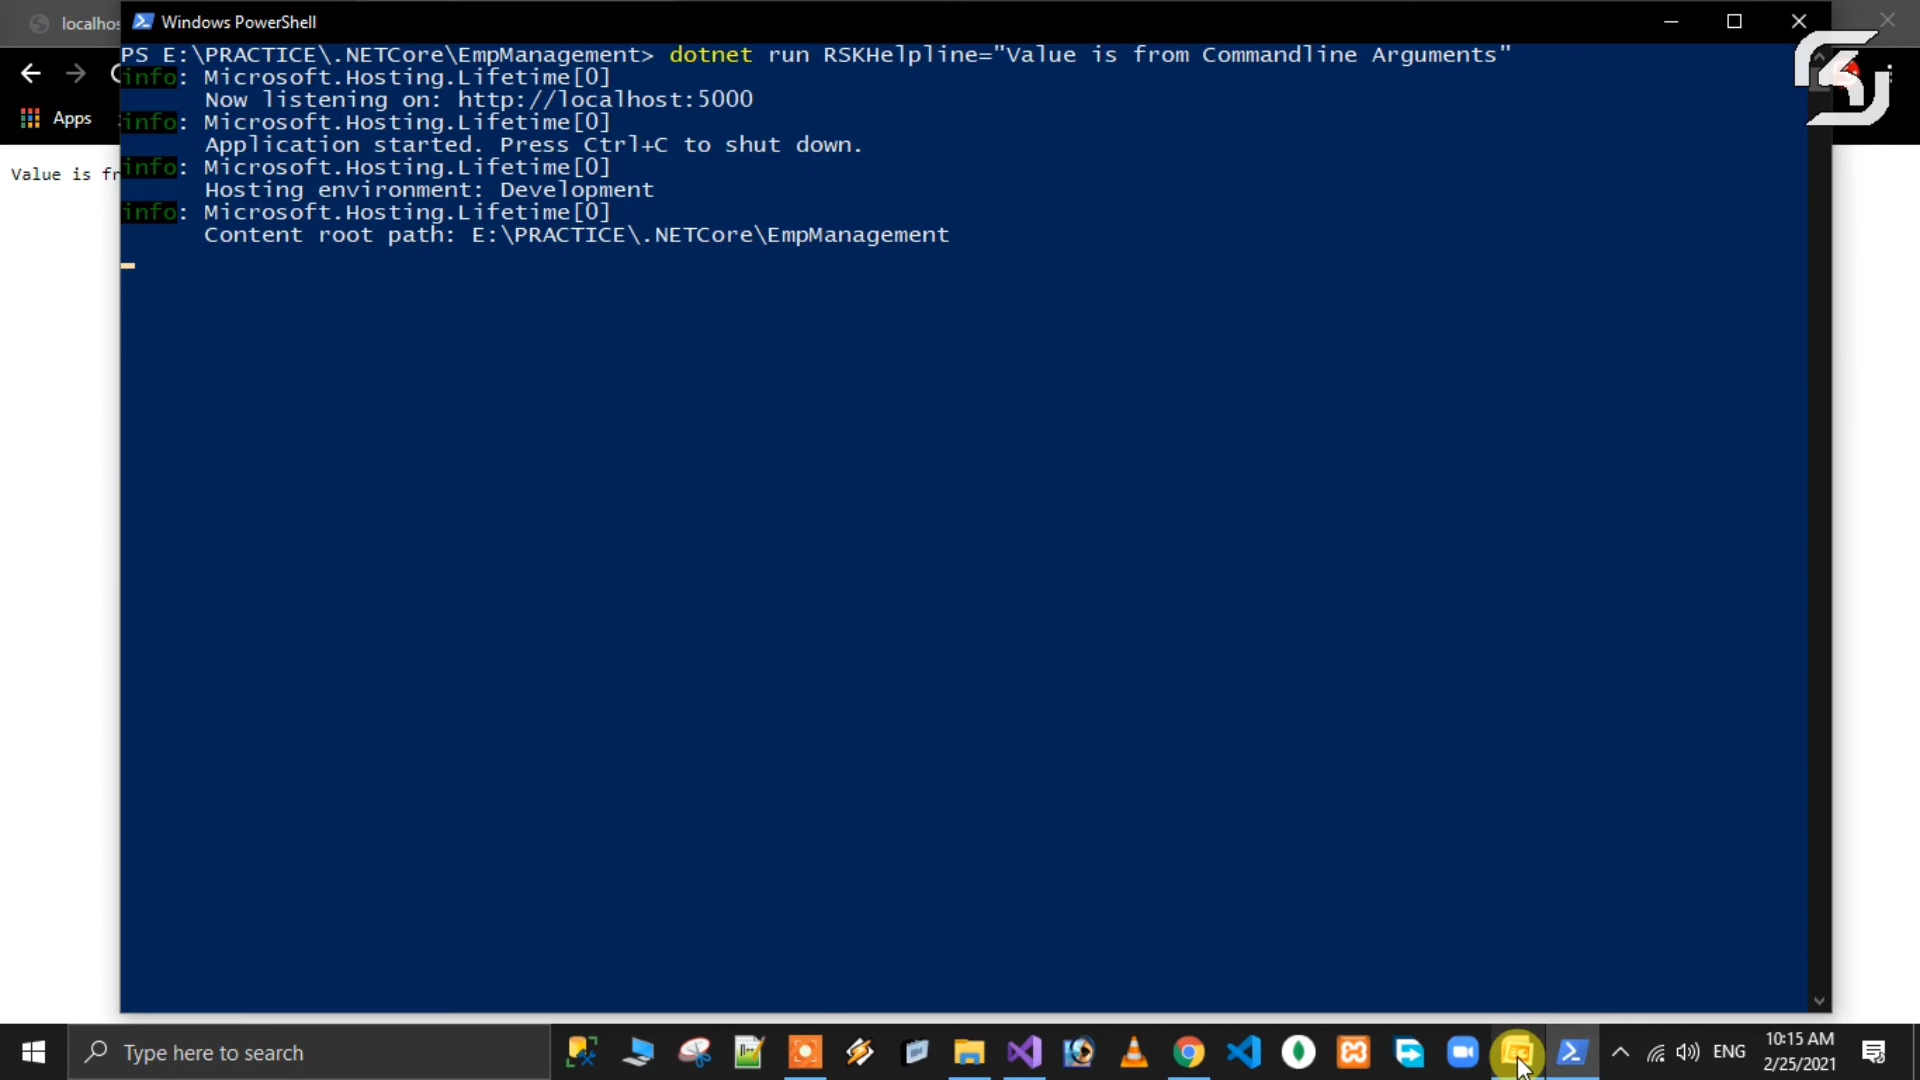 localhos
Windows PowerShell
PS E:\PRACTICE\.NETCore\EmpManagement> dotnet run RSKHelpline="Value is from Commandline Arguments"
info: Microsoft.Hosting.Lifetime[0]
Now listening on: http://localhost:5000
info: Microsoft.Hosting.Lifetime[0]
Application started. Press Ctrl+C to shut down.
info: Microsoft.Hosting.Lifetime[0]
Hosting environment: Development
info: Microsoft.Hosting.Lifetime[0]
Content root path: E:\PRACTICE\.NETCore\EmpManagement
Apps
Value is fr
Type here to search
ENG
10:15 AM
2/25/2021